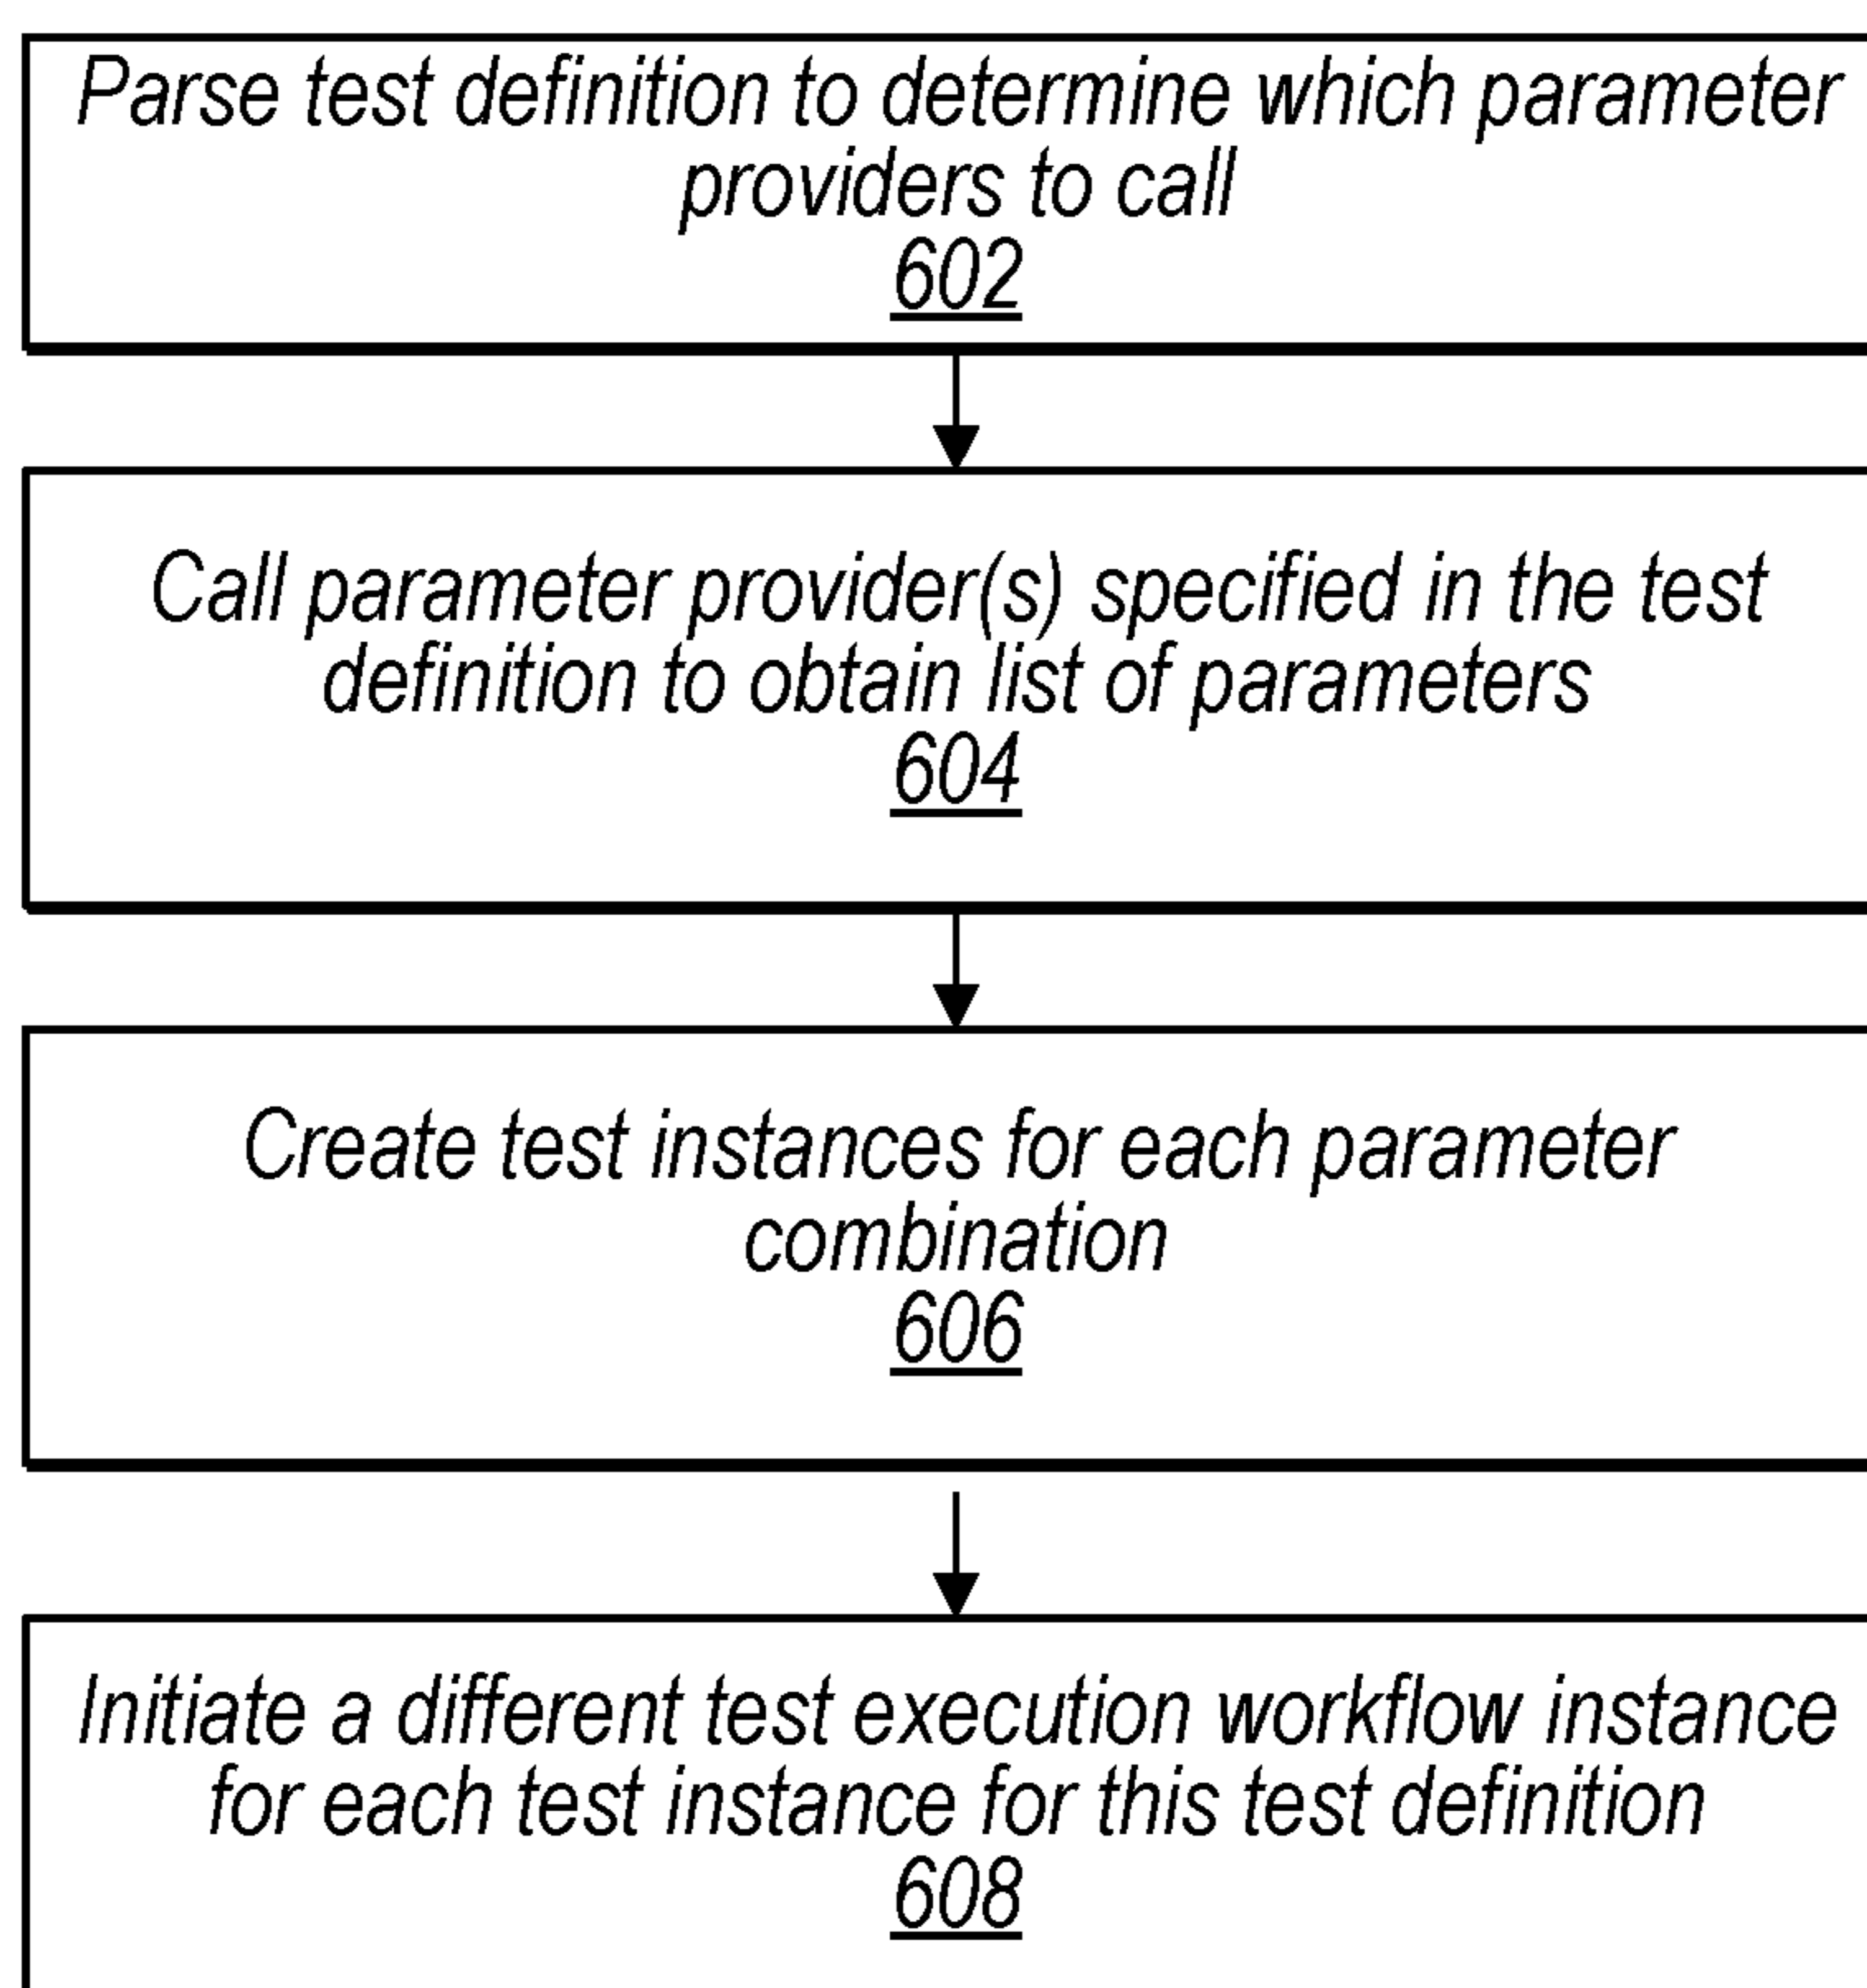 Parse test definition to determine which parameter
providers to call
602
Call parameter provider(s) specified in the test
definition to obtain list of parameters
604
Create test instances for each parameter
combination
606
Initiate a different test execution workflow instance
for each test instance for this test definition
608